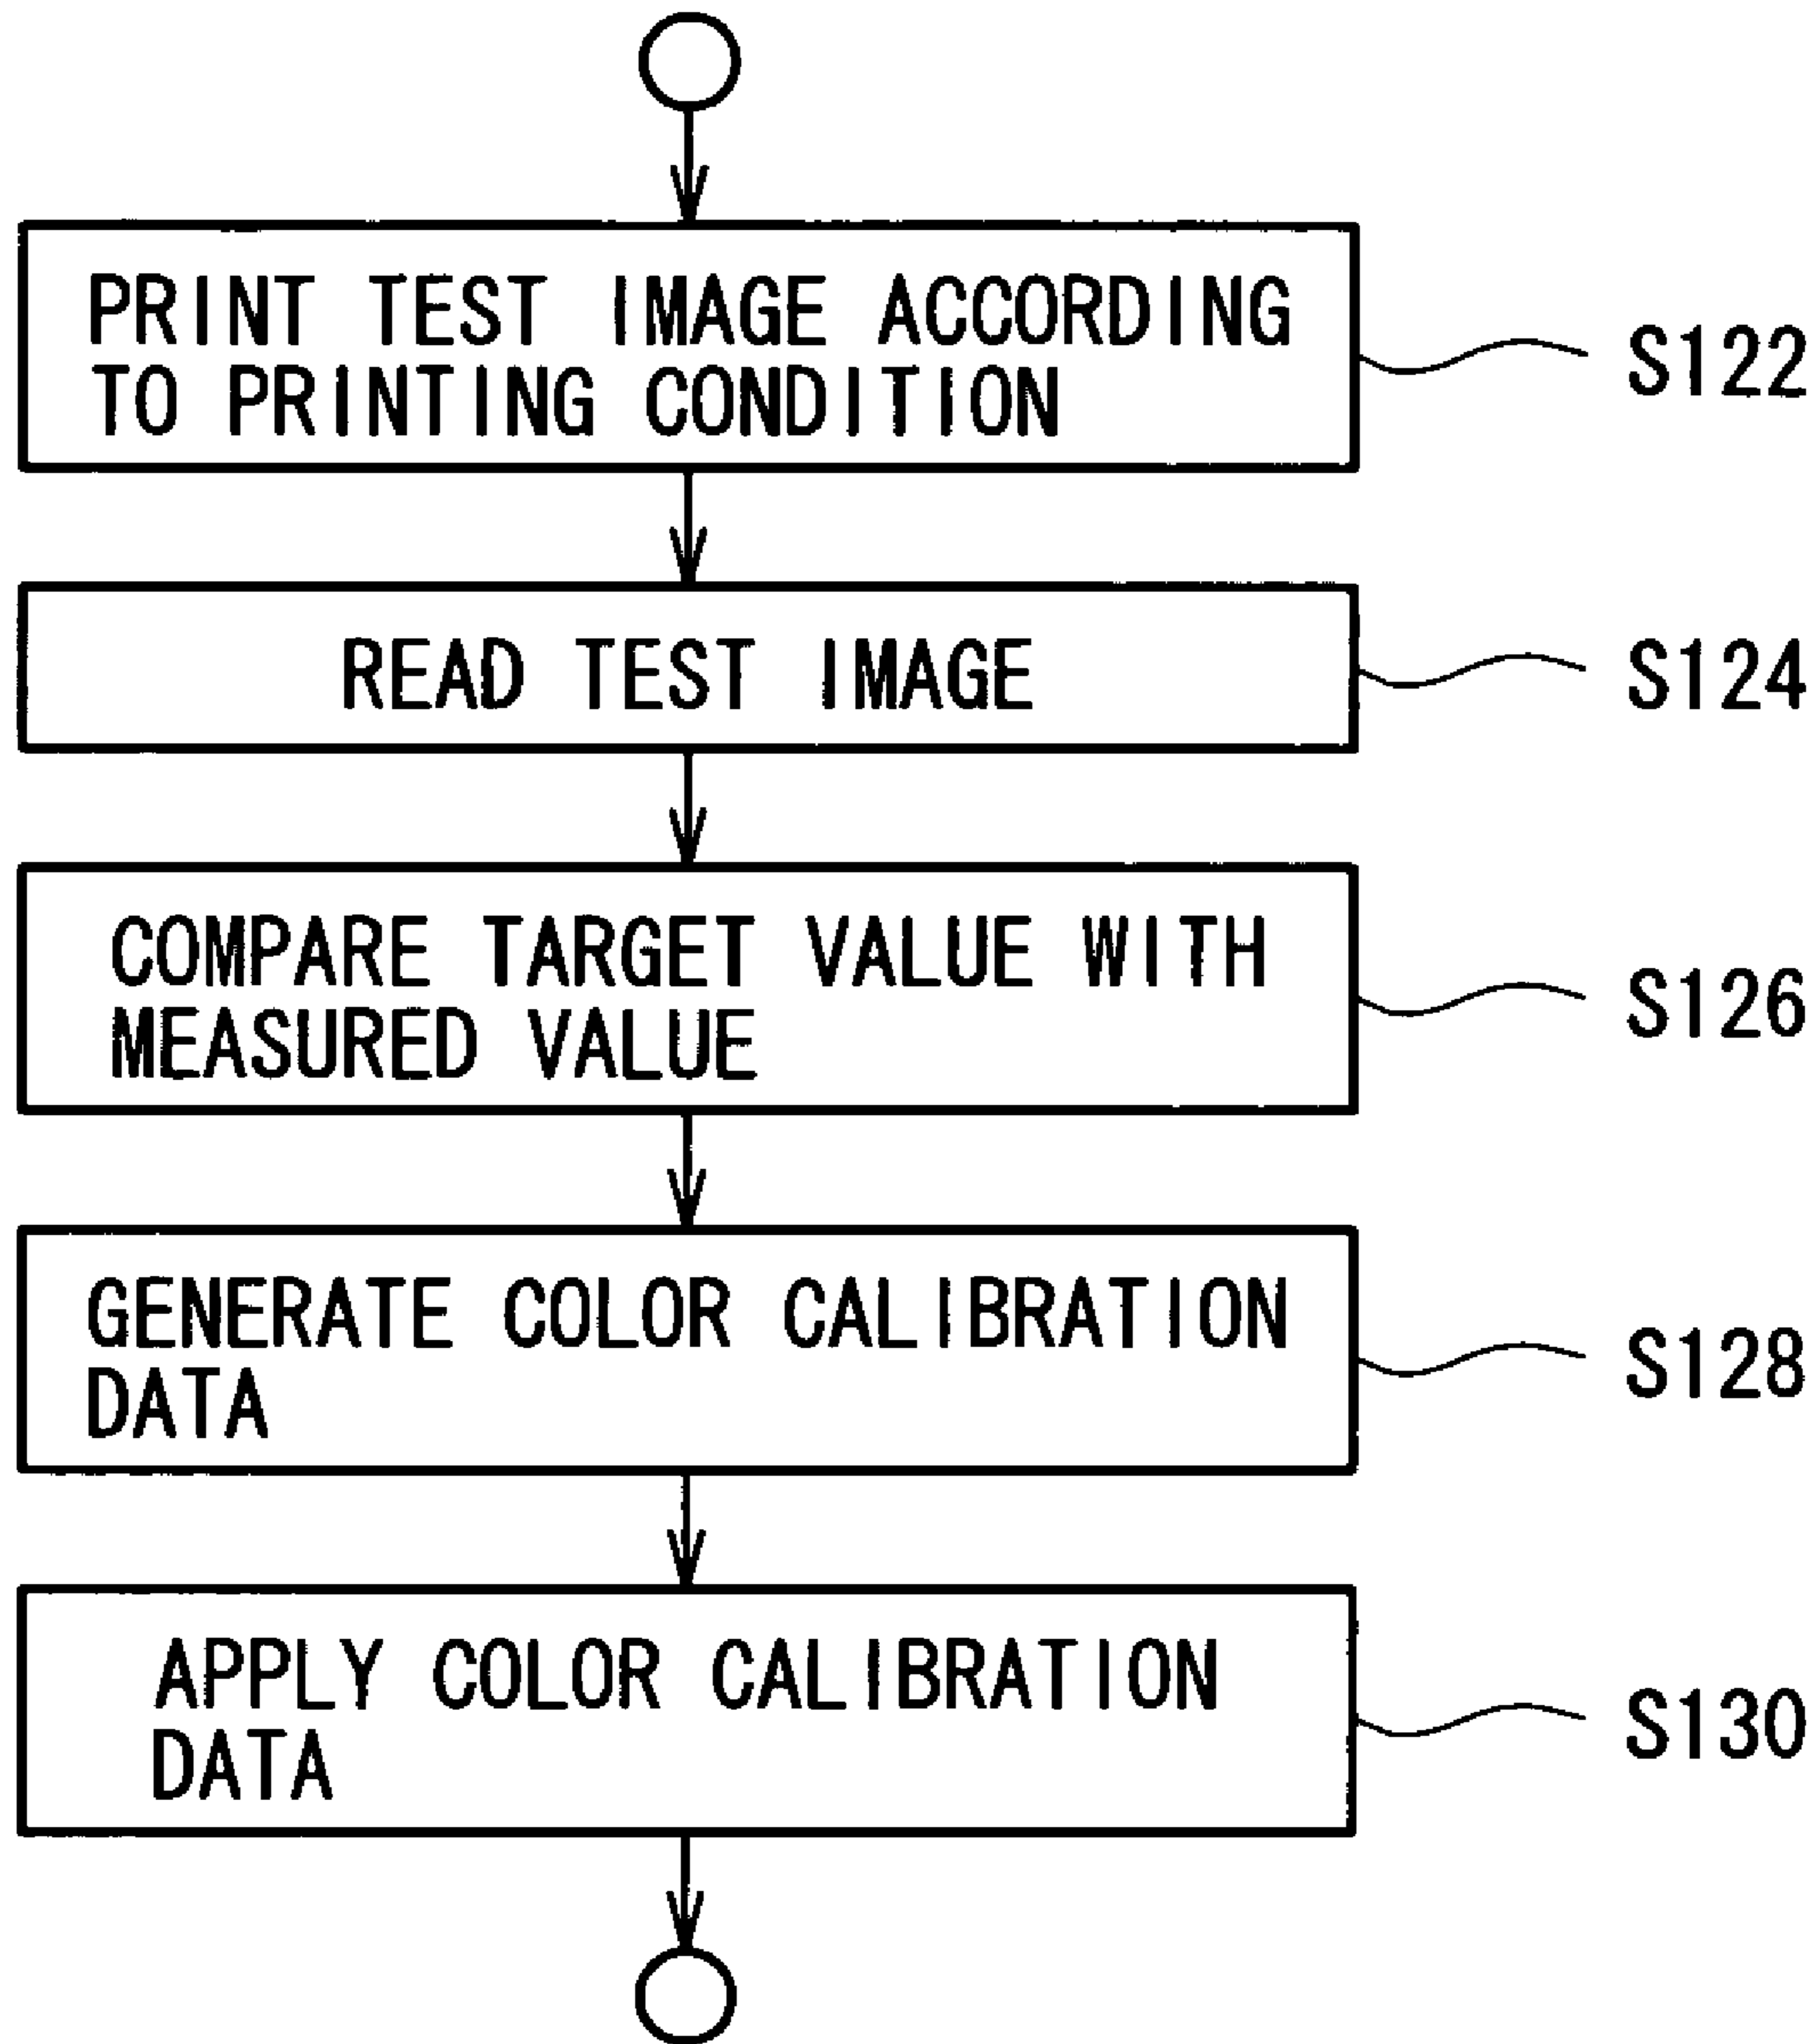 PRINT TEST IMAGE ACCORDING
TO PRINTING CONDITION
S122
READ TEST IMAGE
S124
COMPARE TARGET VALUE WITH
MEASURED VALUE
S126
GENERATE COLOR CALIBRATION
DATA
S128
APPLY COLOR CALIBRATION
DATA
S130